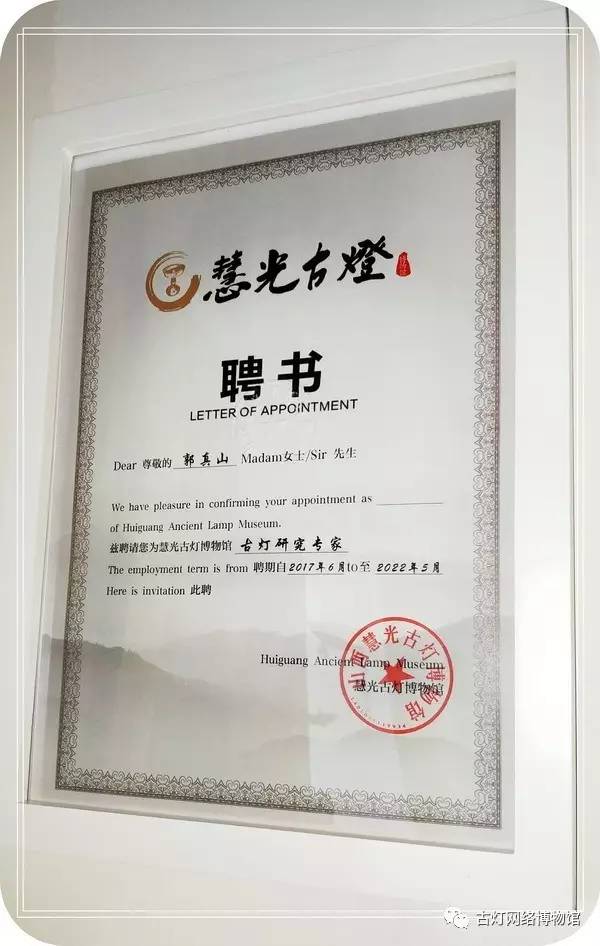 慧光古燈
聘书
LETTER OF APPOINTMENT
Dear 尊敬的 郭真山 Madam女士/Sir 先生
We have pleasure in confirming your appointment as
of Huiguang Ancient Lamp Museum.
兹聘请您为慧光古灯博物馆 古灯研究专家
The employment term is from 聘期自2017年6月to至 2022年5月
Here is invitation 此聘
Huiguang Ancient Lamp Museum
慧光古灯博物馆
山西慧光古灯博物馆
古灯网络博物馆